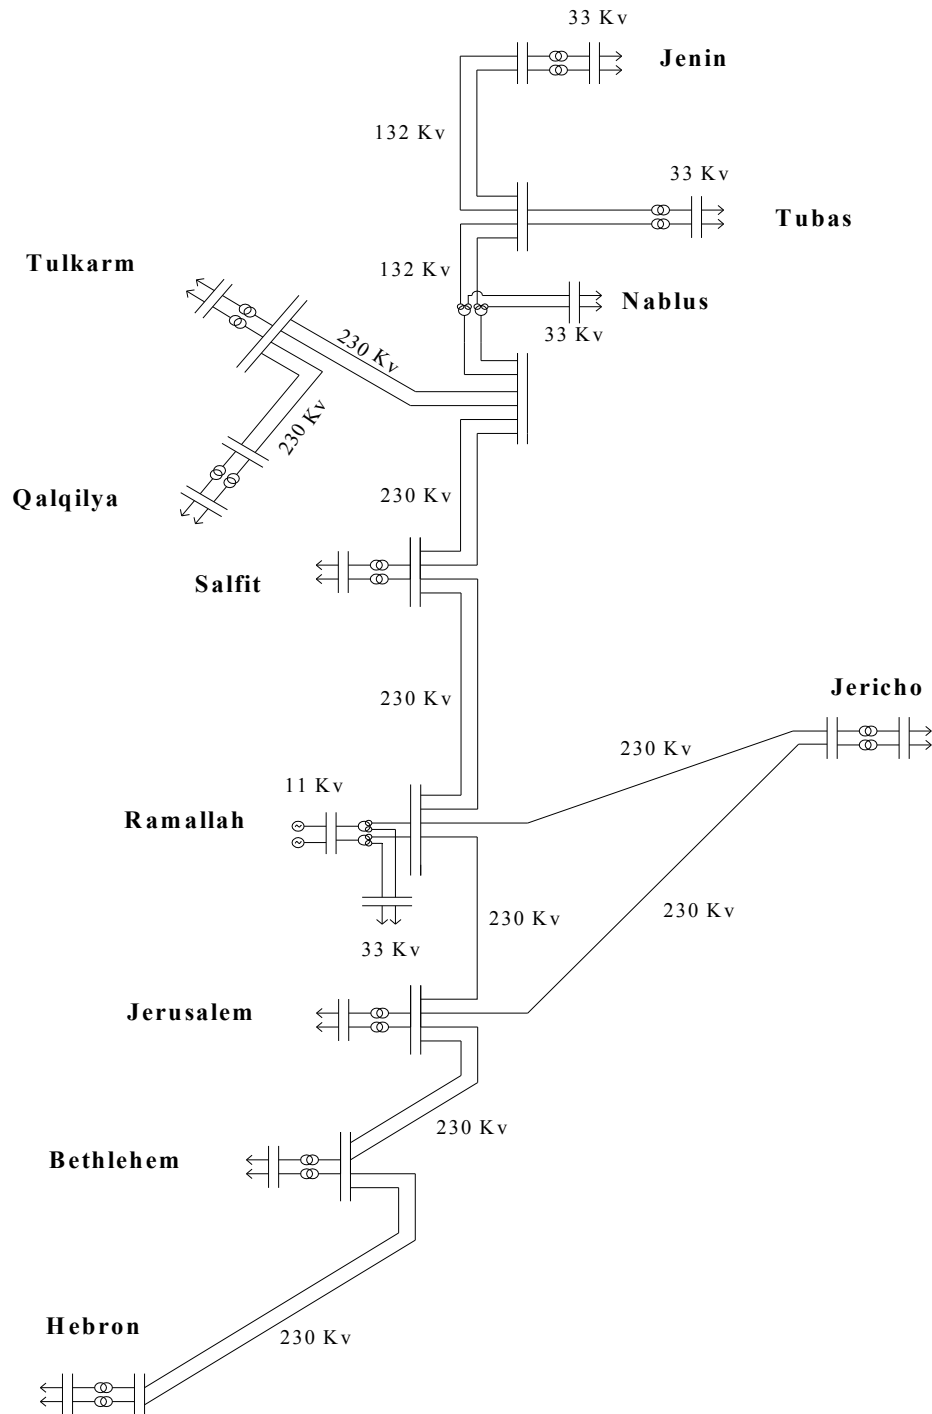 33 Kv
Jenin
132 Kv
33 Kv
Tubas
Tulkarm
132 Kv
Nablus
33 Kv
230 Kv
230 Kv
Qalqilya
230 Kv
Salfit
Jericho
230 Kv
230 Kv
11 Kv
Ramallah
230 Kv
230 Kv
33 Kv
Jerusalem
230 Kv
Bethlehem
Hebron
230 Kv